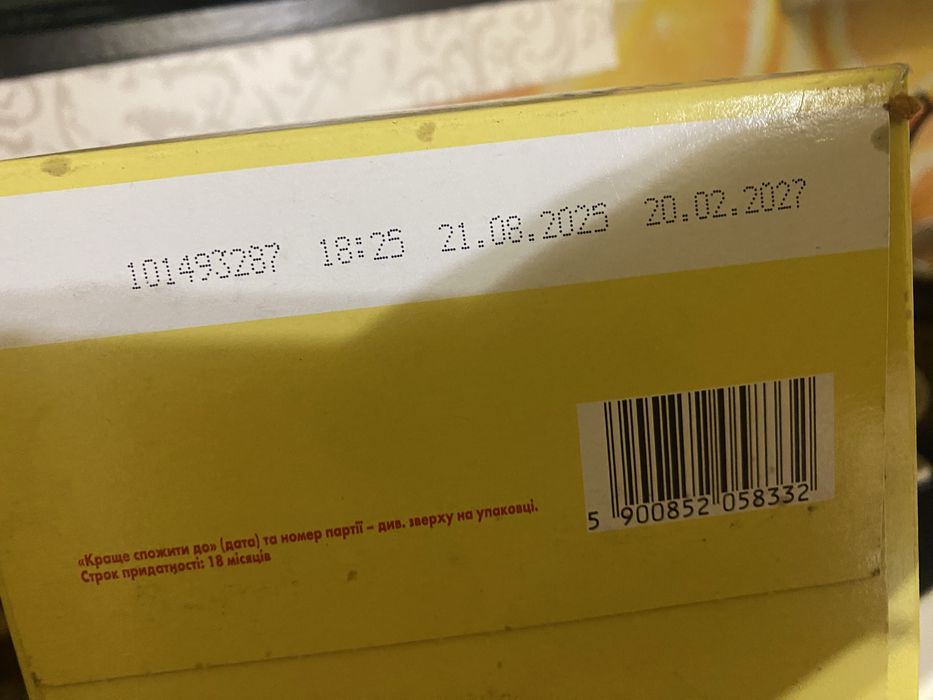 101493287 18:25 21.08.2025 20.02.2027
5 900852 058332
«Краще спожити до» (дата) та номер партії – див. зверху на упаковці.
Строк придатності: 18 місяців